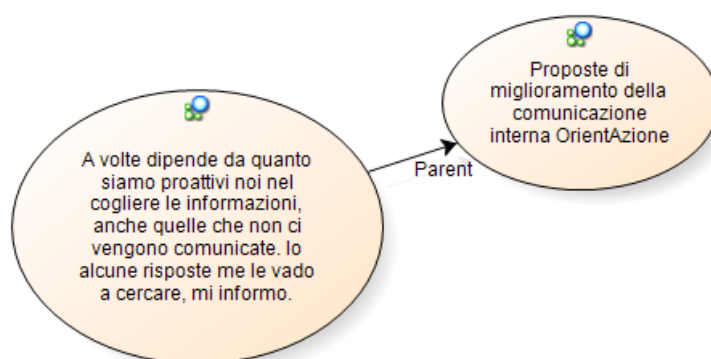 Proposte di
miglioramento della
comunicazione
interna OrientAzione
Parent
A volte dipende da quanto
siamo proattivi noi nel
cogliere le informazioni,
anche quelle che non ci
vengono comunicate. Io
alcune risposte me le vado
a cercare, mi informo.